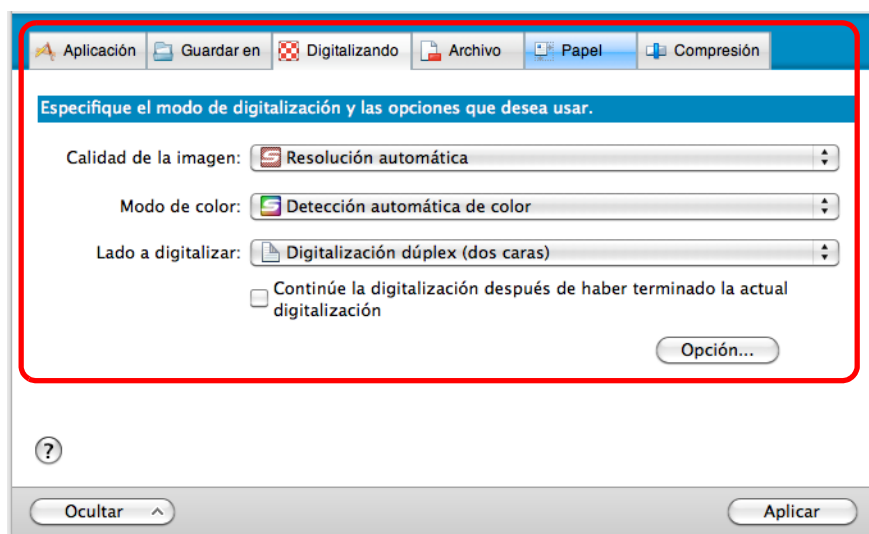 Aplicación Guardar en Digitalizando Archivo Papel Compresión
Especifique el modo de digitalización y las opciones que desea usar.
Calidad de la imagen: Resolución automática
Modo de color: Detección automática de color
Lado a digitalizar: Digitalización dúplex (dos caras)
Continúe la digitalización después de haber terminado la actual
digitalización
Opción...
?
Ocultar Aplicar